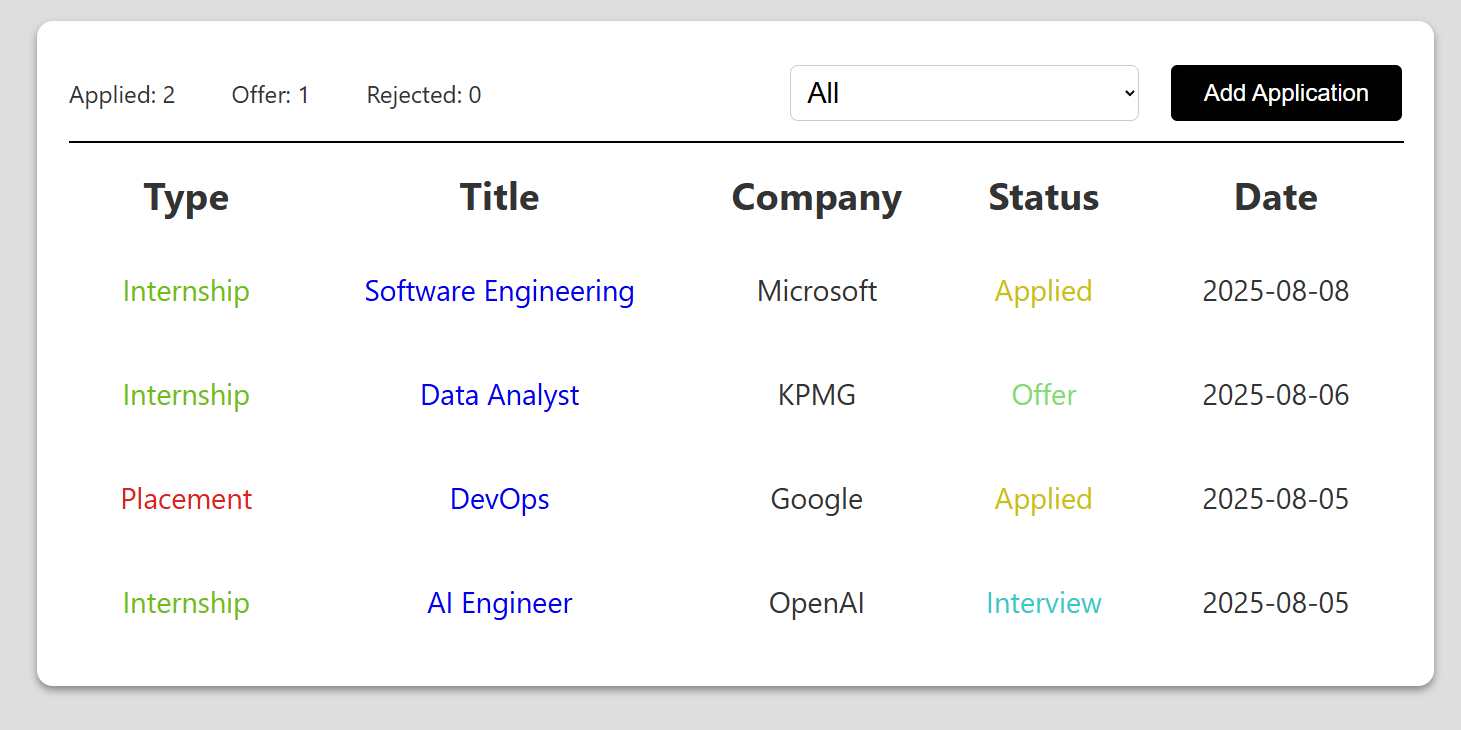 Applied: 2 Offer: 1 Rejected: 0 All Add Application
Type Title Company Status Date
Internship Software Engineering Microsoft Applied 2025-08-08
Internship Data Analyst KPMG Offer 2025-08-06
Placement DevOps Google Applied 2025-08-05
Internship AI Engineer OpenAI Interview 2025-08-05